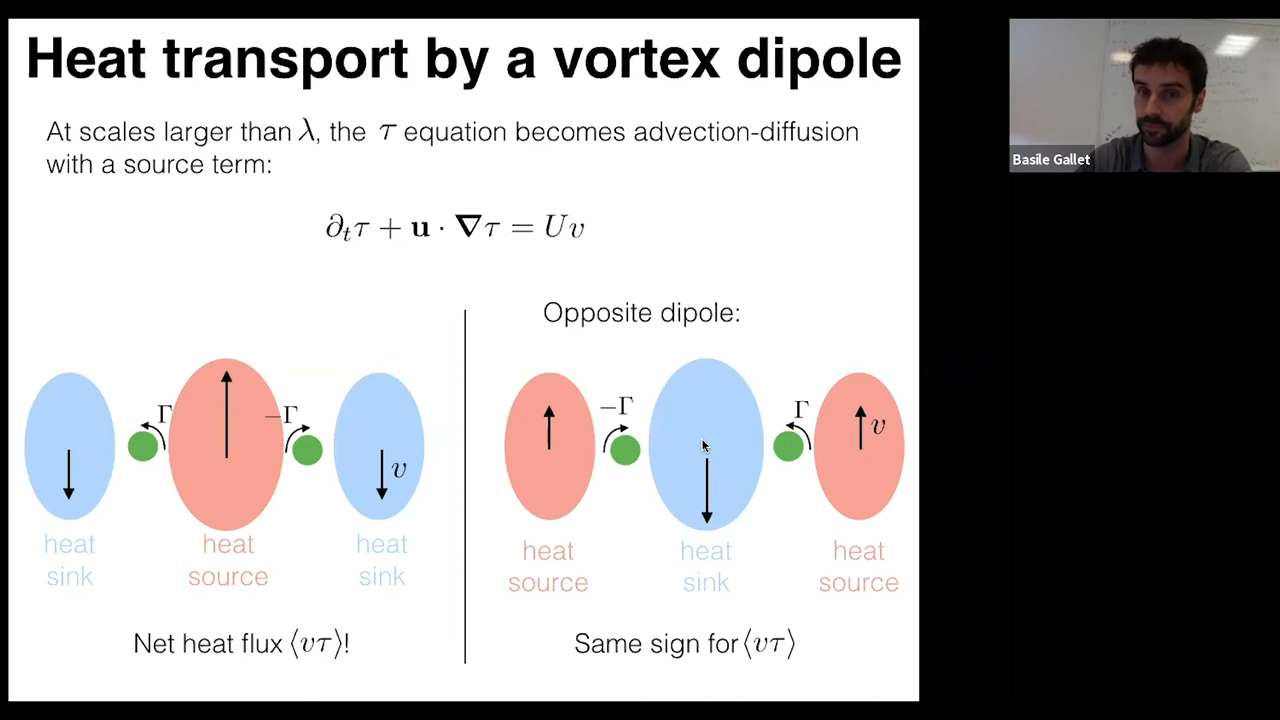 Heat transport by a vortex dipole
At scales larger than λ, the τ equation becomes advection-diffusion
with a source term:
∂ₜτ + u · ∇τ = Uv
Opposite dipole:
Γ
−Γ
v
−Γ
Γ
v
heat sink
heat source
heat sink
heat source
heat sink
heat source
Net heat flux ⟨vτ⟩!
Same sign for ⟨vτ⟩
Basile Gallet